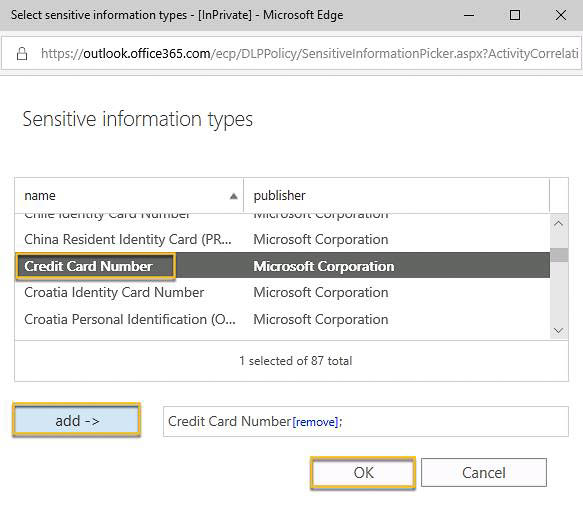 Select sensitive information types - [InPrivate] - Microsoft Edge
https://outlook.office365.com/ecp/DLPPolicy/SensitiveInformationPicker.aspx?ActivityCorrelati
Sensitive information types
name publisher
Chile Identity Card Number Microsoft Corporation
China Resident Identity Card (PR... Microsoft Corporation
Credit Card Number Microsoft Corporation
Croatia Identity Card Number Microsoft Corporation
Croatia Personal Identification (O... Microsoft Corporation
1 selected of 87 total
add -> Credit Card Number[remove];
OK Cancel